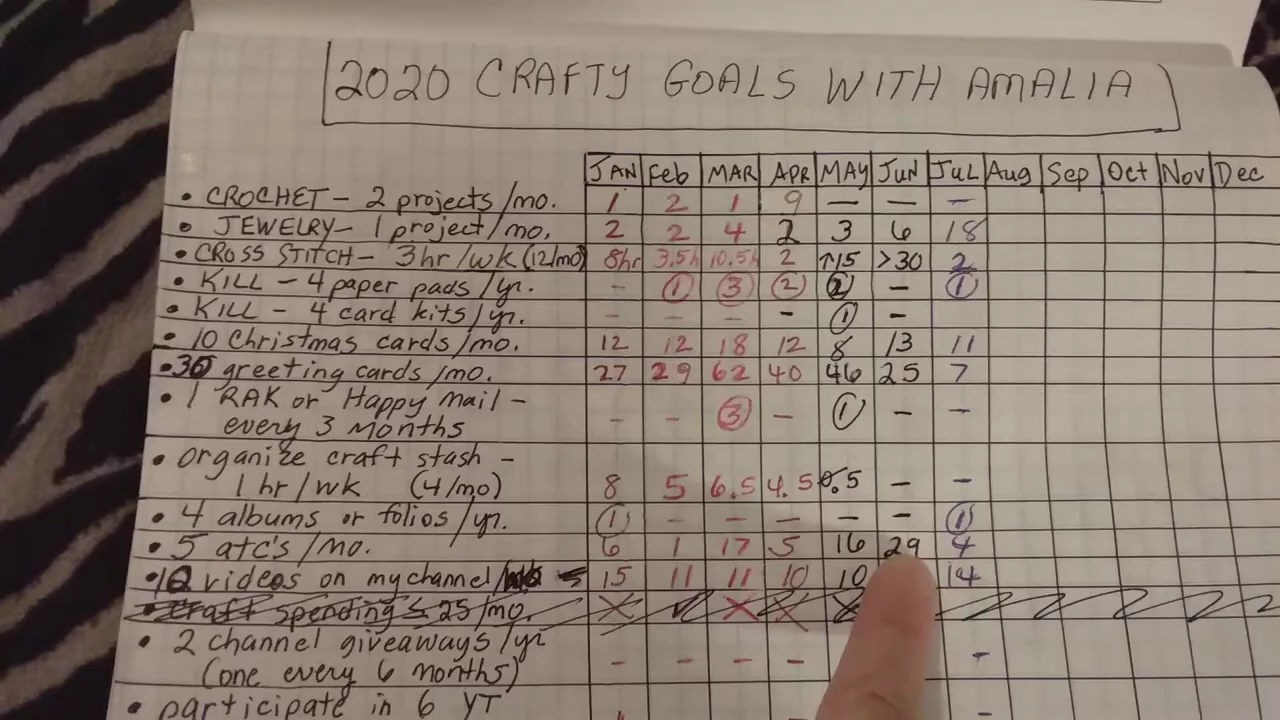 2020 CRAFTY GOALS WITH AMALIA
JAN Feb MAR APR MAY JUN JUL Aug Sep Oct Nov Dec
• CROCHET - 2 projects/mo. 1 2 1 9 — — —
• JEWELRY - 1 project/mo. 2 2 4 2 3 6 18
• CROSS STITCH - 3hr/wk (12/mo) 8hr 3.5h 10.5h 2 ↑15 >30 2
• KILL - 4 paper pads/yr. - 1 3 2 2 - 1
• KILL - 4 card kits/yr. - - - - 1 -
• 10 Christmas cards/mo. 12 12 18 12 8 13 11
• 30 greeting cards/mo. 27 29 62 40 46 25 7
• 1 RAK or Happy Mail -
every 3 months - - 3 - 1 - -
• organize craft stash -
1 hr/wk (4/mo) 8 5 6.5 4.5 .5 - -
• 4 albums or folios/yr. 1 - - - - - 1
• 5 atc's/mo. 6 1 17 5 16 29 4
• 12 videos on my channel/mo 15 11 11 10 10 14
• craft spending ≤ 25/mo. X ✓ X X X
• 2 channel giveaways/yr
(one every 6 months) - - - - -
• participate in 6 YT -